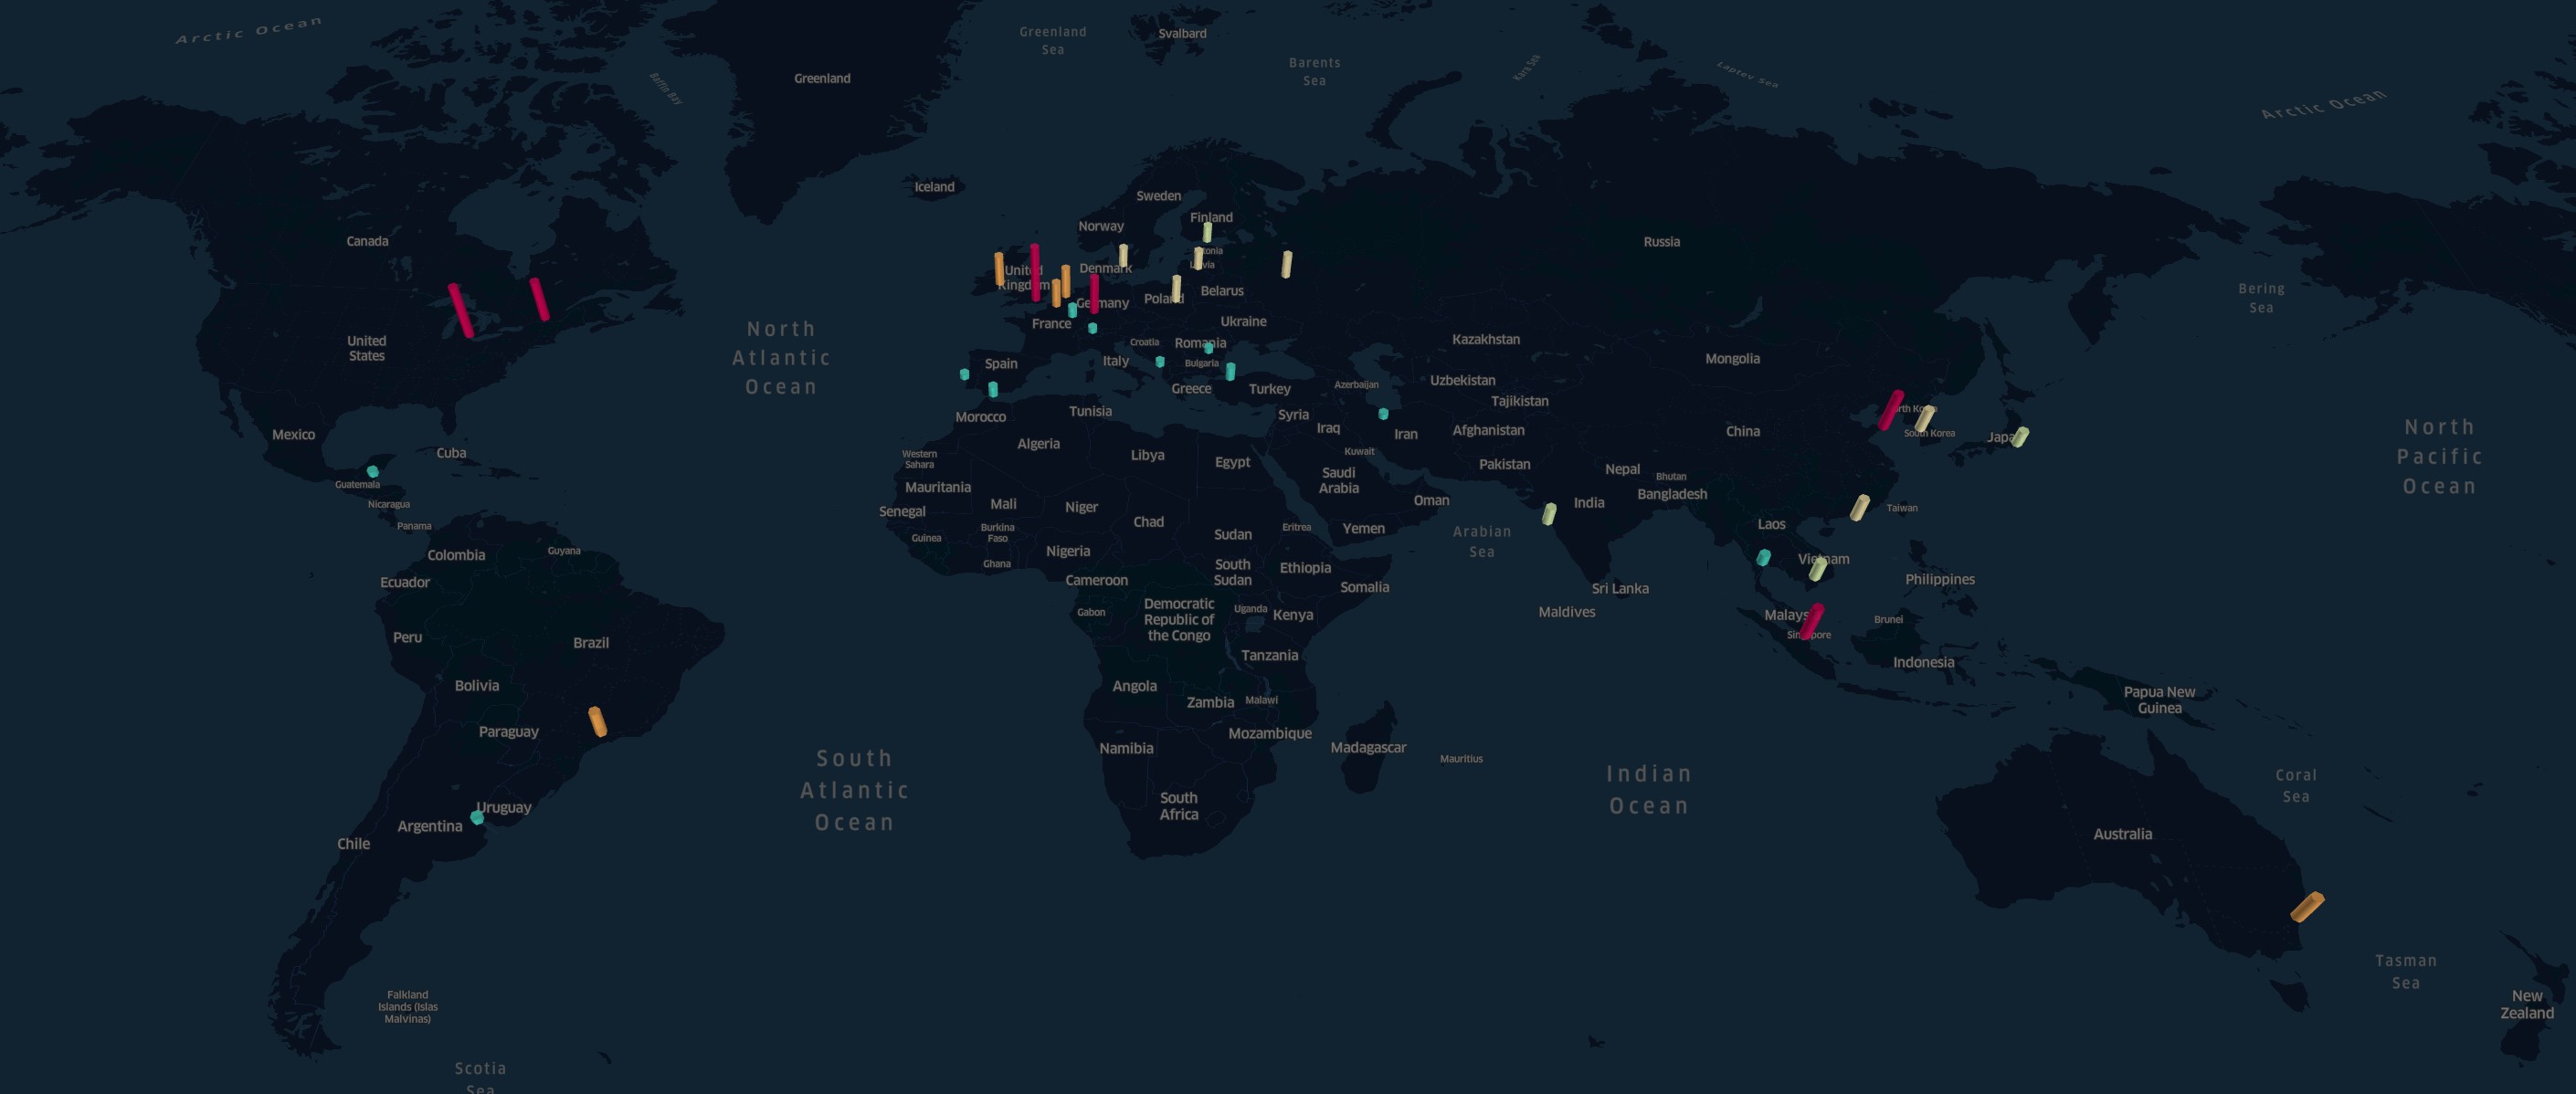 Arctic Ocean
Greenland
Sea
Svalbard
Barents
Sea
Kara Sea
Laptev Sea
Arctic Ocean
Baffin Bay
Greenland
Iceland
Sweden
Finland
Norway
Canada
Russia
Denmark
United
Kingdom
Latvia
Belarus
Poland
Germany
France
Ukraine
Bering
Sea
North
Atlantic
Ocean
United
States
Croatia
Romania
Kazakhstan
Mongolia
Spain
Italy
Bulgaria
Greece
Turkey
Azerbaijan
Uzbekistan
Tajikistan
Morocco
Tunisia
Syria
Iraq
Iran
Afghanistan
China
South Korea
North
Pacific
Ocean
Mexico
Cuba
Algeria
Libya
Egypt
Kuwait
Pakistan
Nepal
Bhutan
Western
Sahara
Saudi
Arabia
Guatemala
Mauritania
Mali
Niger
Oman
India
Bangladesh
Nicaragua
Senegal
Chad
Taiwan
Panama
Burkina
Faso
Guinea
Sudan
Eritrea
Yemen
Arabian
Sea
Laos
Colombia
Guyana
Ghana
Nigeria
South
Sudan
Ethiopia
Vietnam
Ecuador
Cameroon
Somalia
Sri Lanka
Philippines
Gabon
Democratic
Republic of
the Congo
Uganda
Kenya
Maldives
Brunei
Peru
Brazil
Singapore
Tanzania
Indonesia
Bolivia
Angola
Zambia
Malawi
Papua New
Guinea
Paraguay
Namibia
Mozambique
Madagascar
Mauritius
South
Atlantic
Ocean
Indian
Ocean
Coral
Sea
South
Africa
Uruguay
Argentina
Chile
Australia
Tasman
Sea
Falkland
Islands (Islas
Malvinas)
New
Zealand
Scotia
Sea